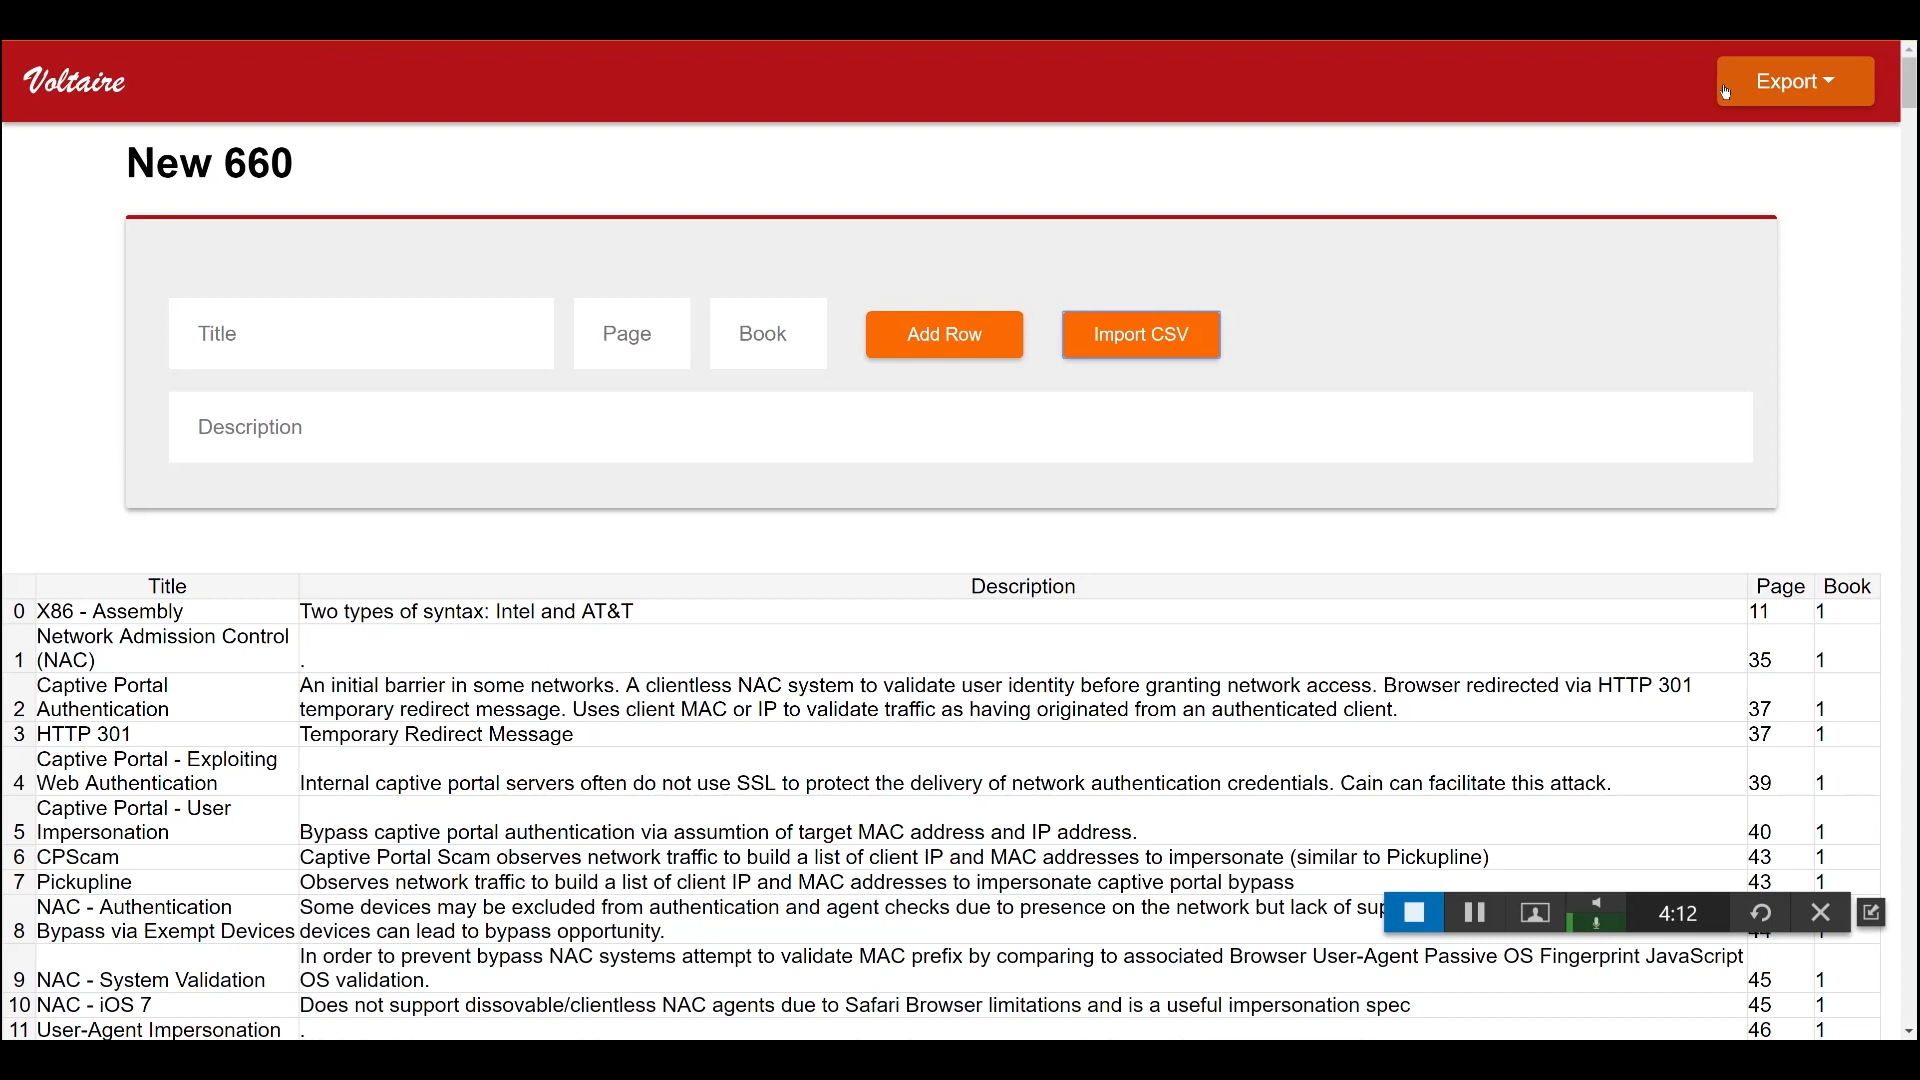 Voltaire
Export
New 660
Title
Page
Book
Add Row
Import CSV
Description
Title Description Page Book
0 X86 - Assembly Two types of syntax: Intel and AT&T 11 1
Network Admission Control
1 (NAC) . 35 1
Captive Portal An initial barrier in some networks. A clientless NAC system to validate user identity before granting network access. Browser redirected via HTTP 301
2 Authentication temporary redirect message. Uses client MAC or IP to validate traffic as having originated from an authenticated client. 37 1
3 HTTP 301 Temporary Redirect Message 37 1
Captive Portal - Exploiting
4 Web Authentication Internal captive portal servers often do not use SSL to protect the delivery of network authentication credentials. Cain can facilitate this attack. 39 1
Captive Portal - User
5 Impersonation Bypass captive portal authentication via assumtion of target MAC address and IP address. 40 1
6 CPScam Captive Portal Scam observes network traffic to build a list of client IP and MAC addresses to impersonate (similar to Pickupline) 43 1
7 Pickupline Observes network traffic to build a list of client IP and MAC addresses to impersonate captive portal bypass 43 1
NAC - Authentication Some devices may be excluded from authentication and agent checks due to presence on the network but lack of
8 Bypass via Exempt Devices devices can lead to bypass opportunity. 44 1
4:12
In order to prevent bypass NAC systems attempt to validate MAC prefix by comparing to associated Browser User-Agent Passive OS Fingerprint JavaScript
9 NAC - System Validation OS validation. 45 1
10 NAC - iOS 7 Does not support dissovable/clientless NAC agents due to Safari Browser limitations and is a useful impersonation spec 45 1
11 User-Agent Impersonation . 46 1